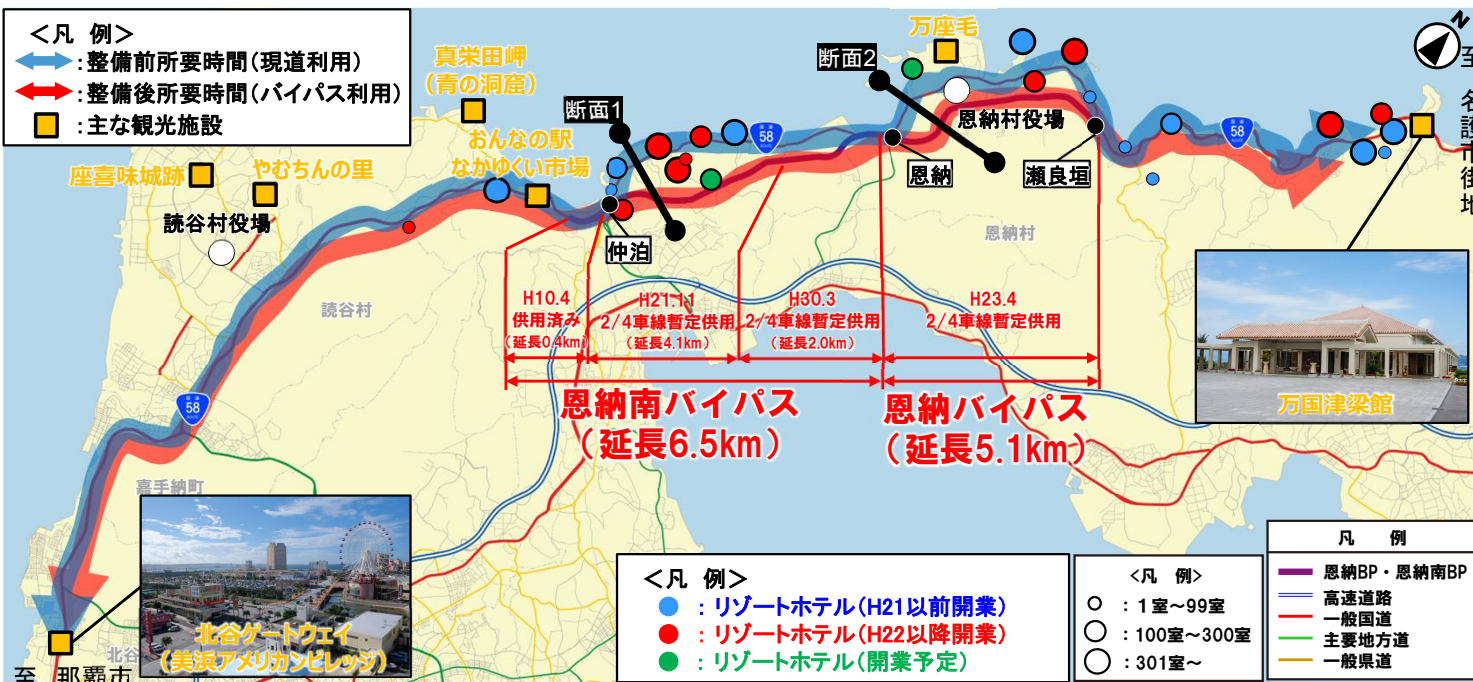 ＜凡 例＞
：整備前所要時間（現道利用）
：整備後所要時間（バイパス利用）
：主な観光施設
真栄田岬
（青の洞窟）
万座毛
N
至 名護市街地
断面1
断面2
おんなの駅
なかゆくい市場
座喜味城跡
やむちんの里
読谷村役場
58
恩納村役場
58
恩納
瀬良垣
仲泊
恩納村
読谷村
H10.4
供用済み
（延長0.4km）
H21.11
2/4車線暫定供用
（延長4.1km）
H30.3
2/4車線暫定供用
（延長2.0km）
H23.4
2/4車線暫定供用
恩納南バイパス
（延長6.5km）
恩納バイパス
（延長5.1km）
万国津梁館
58
嘉手納町
北谷ゲートウェイ
（美浜アメリカンビレッジ）
北谷
至 那覇市
＜凡 例＞
：リゾートホテル（H21以前開業）
：リゾートホテル（H22以降開業）
：リゾートホテル（開業予定）
＜凡 例＞
：1室～99室
：100室～300室
：301室～
凡 例
恩納BP・恩納南BP
高速道路
一般国道
主要地方道
一般県道